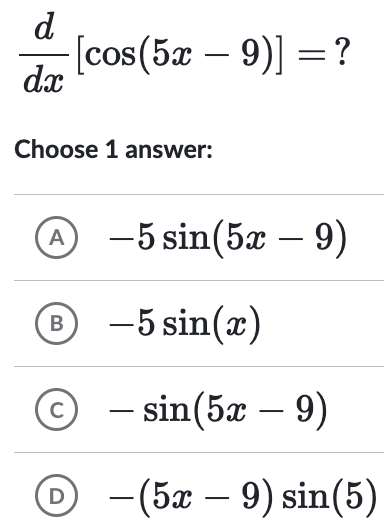 d/dx [cos(5x − 9)] = ?
Choose 1 answer:
A −5 sin(5x − 9)
B −5 sin(x)
C − sin(5x − 9)
D −(5x − 9) sin(5)